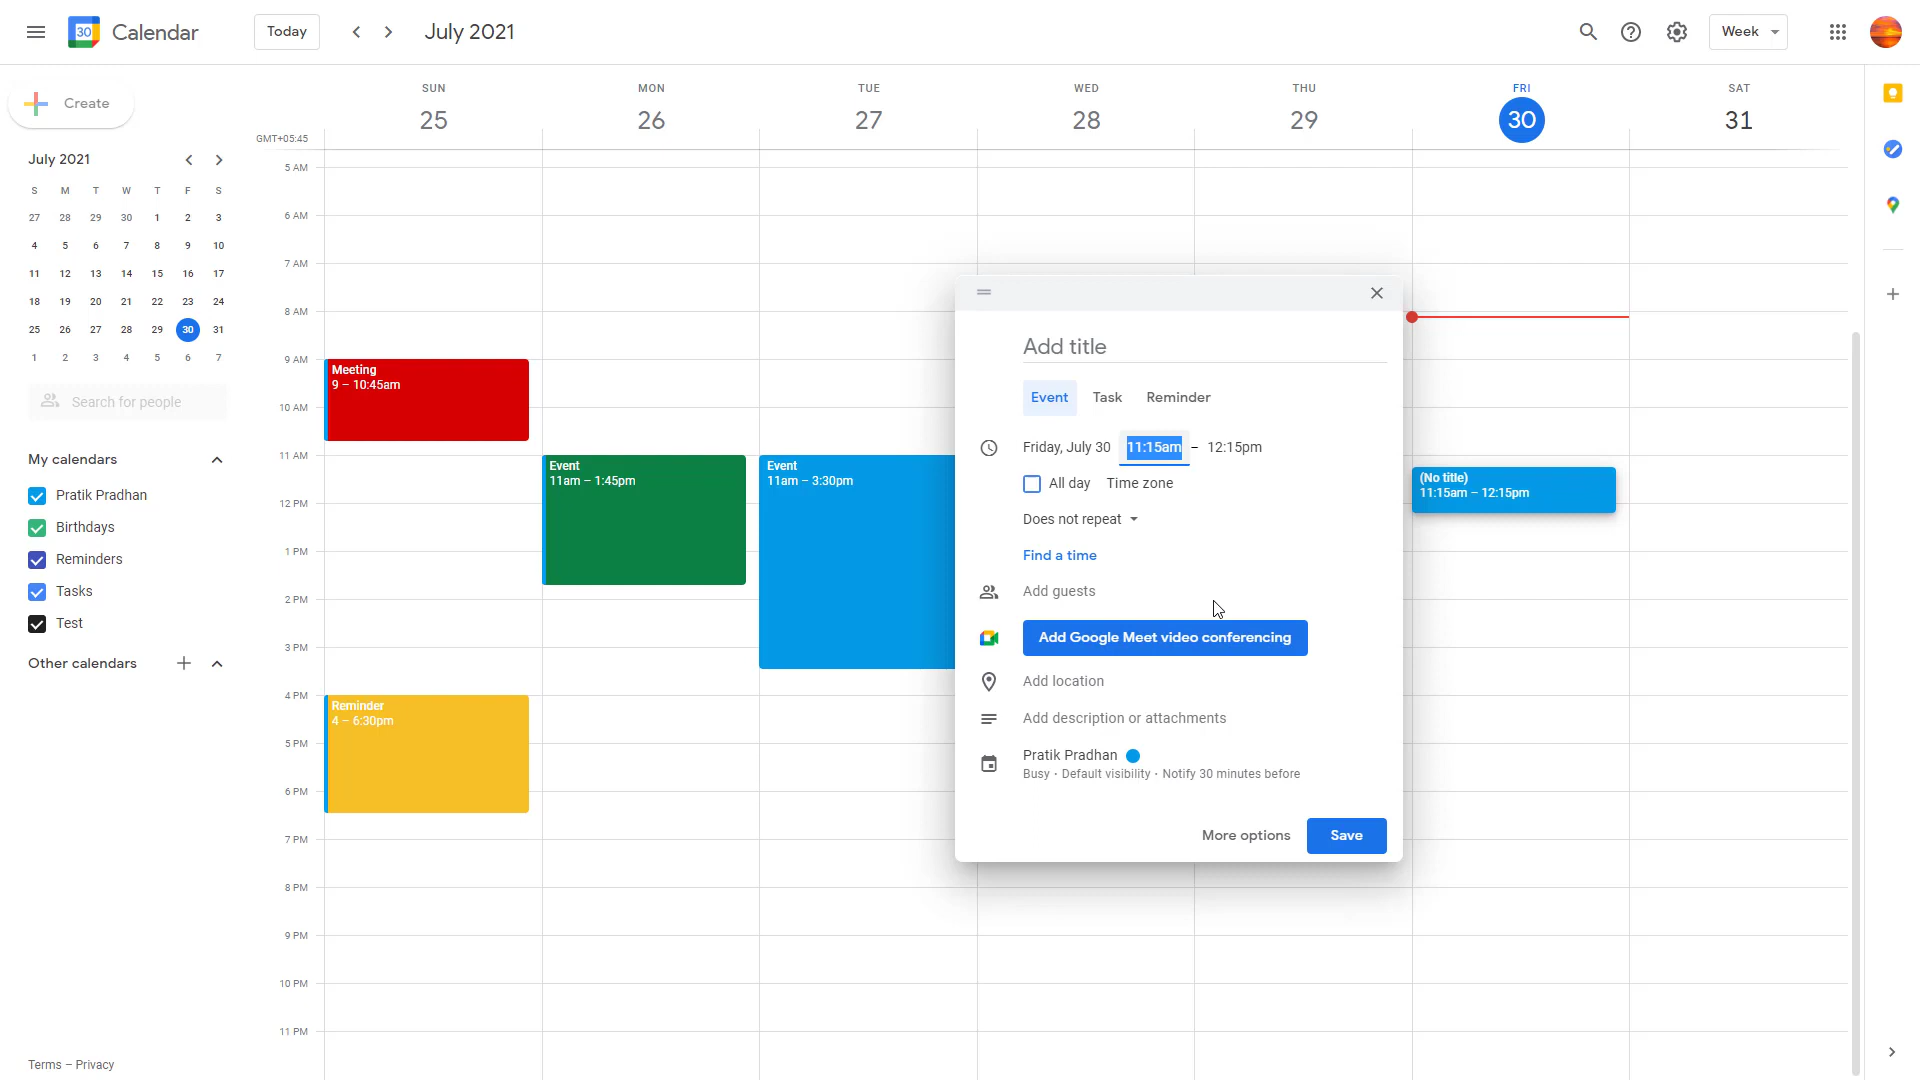 30 Calendar Today July 2021 Week
Create
July 2021
S M T W T F S
27 28 29 30 1 2 3
4 5 6 7 8 9 10
11 12 13 14 15 16 17
18 19 20 21 22 23 24
25 26 27 28 29 30 31
1 2 3 4 5 6 7
Search for people
My calendars
Pratik Pradhan
Birthdays
Reminders
Tasks
Test
Other calendars
Terms – Privacy
SUN MON TUE WED THU FRI SAT
25 26 27 28 29 30 31
GMT+05:45
5 AM
6 AM
7 AM
8 AM
9 AM
10 AM
11 AM
12 PM
1 PM
2 PM
3 PM
4 PM
5 PM
6 PM
7 PM
8 PM
9 PM
10 PM
11 PM
Meeting
9 – 10:45am
Reminder
4 – 6:30pm
Event
11am – 1:45pm
Event
11am – 3:30pm
Add title
Event Task Reminder
Friday, July 30 11:15am – 12:15pm
All day Time zone
Does not repeat
Find a time
Add guests
Add Google Meet video conferencing
Add location
Add description or attachments
Pratik Pradhan
Busy · Default visibility · Notify 30 minutes before
More options Save
(No title)
11:15am – 12:15pm